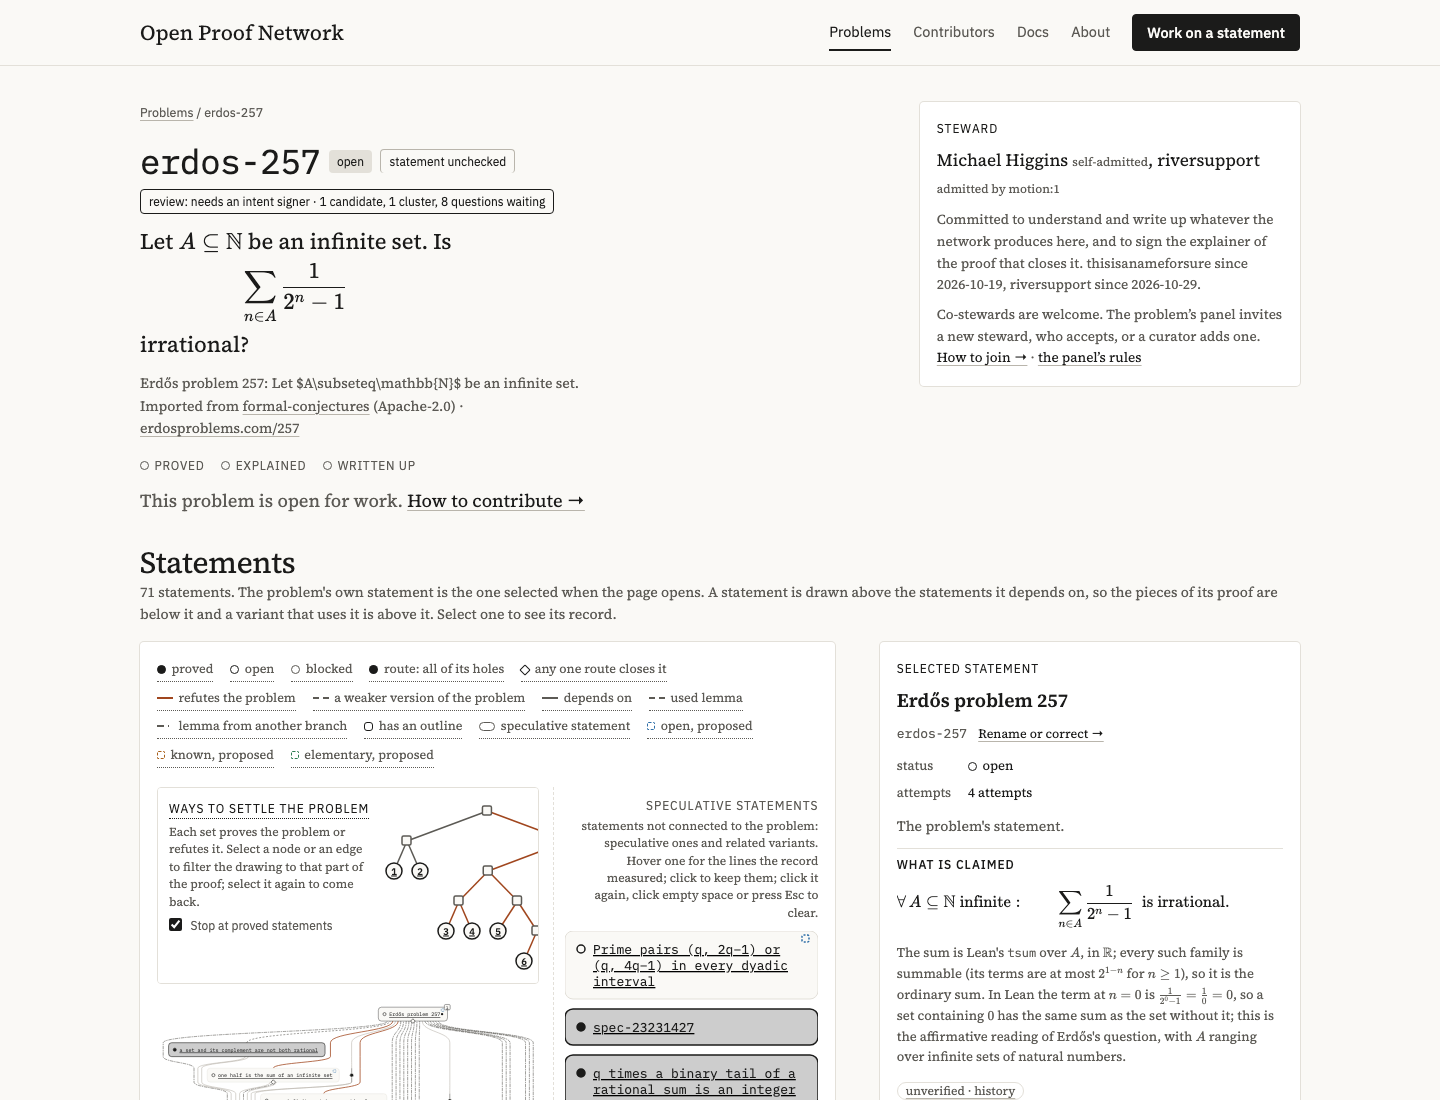 Open Proof Network
Problems Contributors Docs About Work on a statement
Problems / erdos-257
erdos-257 open statement unchecked
review: needs an intent signer · 1 candidate, 1 cluster, 8 questions waiting
Let A ⊆ ℕ be an infinite set. Is
∑ n∈A 1 / 2ⁿ − 1
irrational?
Erdős problem 257: Let $A\subseteq\mathbb{N}$ be an infinite set.
Imported from formal-conjectures (Apache-2.0) ·
erdosproblems.com/257
PROVED EXPLAINED WRITTEN UP
This problem is open for work. How to contribute →
STEWARD
Michael Higgins self-admitted, riversupport
admitted by motion:1
Committed to understand and write up whatever the
network produces here, and to sign the explainer of
the proof that closes it. thisisanameforsure since
2026-10-19, riversupport since 2026-10-29.
Co-stewards are welcome. The problem's panel invites
a new steward, who accepts, or a curator adds one.
How to join → · the panel's rules
Statements
71 statements. The problem's own statement is the one selected when the page opens. A statement is drawn above the statements it depends on, so the pieces of its proof are
below it and a variant that uses it is above it. Select one to see its record.
proved open blocked route: all of its holes any one route closes it
refutes the problem a weaker version of the problem depends on used lemma
lemma from another branch has an outline speculative statement open, proposed
known, proposed elementary, proposed
WAYS TO SETTLE THE PROBLEM
Each set proves the problem or
refutes it. Select a node or an edge
to filter the drawing to that part of
the proof; select it again to come
back.
Stop at proved statements
1 2
3 4 5
6
Erdős problem 257
a set and its complement are not both rational
one half is the sum of an infinite set
SPECULATIVE STATEMENTS
statements not connected to the problem:
speculative ones and related variants.
Hover one for the lines the record
measured; click to keep them; click it
again, click empty space or press Esc to
clear.
Prime pairs (q, 2q−1) or
(q, 4q−1) in every dyadic
interval
spec-23231427
q times a binary tail of a
rational sum is an integer
SELECTED STATEMENT
Erdős problem 257
erdos-257 Rename or correct →
status open
attempts 4 attempts
The problem's statement.
WHAT IS CLAIMED
∀ A ⊆ ℕ infinite : ∑ n∈A 1 / 2ⁿ − 1 is irrational.
The sum is Lean's tsum over A, in ℝ; every such family is
summable (its terms are at most 2¹⁻ⁿ for n ≥ 1), so it is the
ordinary sum. In Lean the term at n = 0 is 1/(2⁰−1) = 1/0 = 0, so a
set containing 0 has the same sum as the set without it; this is
the affirmative reading of Erdős's question, with A ranging
over infinite sets of natural numbers.
unverified · history